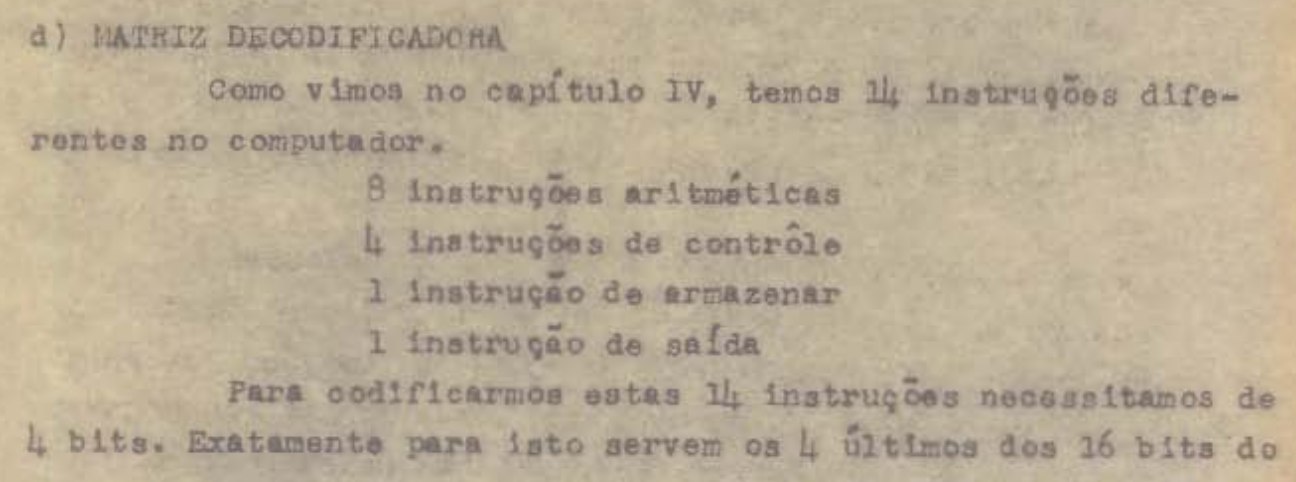 d) MATRIZ DECODIFICADORA
Como vimos no capítulo IV, temos 14 instruções dife-
rentes no computador.
8 instruções aritméticas
4 instruções de contrôle
1 instrução de armazenar
1 instrução de saída
Para codificarmos estas 14 instruções necessitamos de
4 bits. Exatamente para isto servem os 4 últimos dos 16 bits do